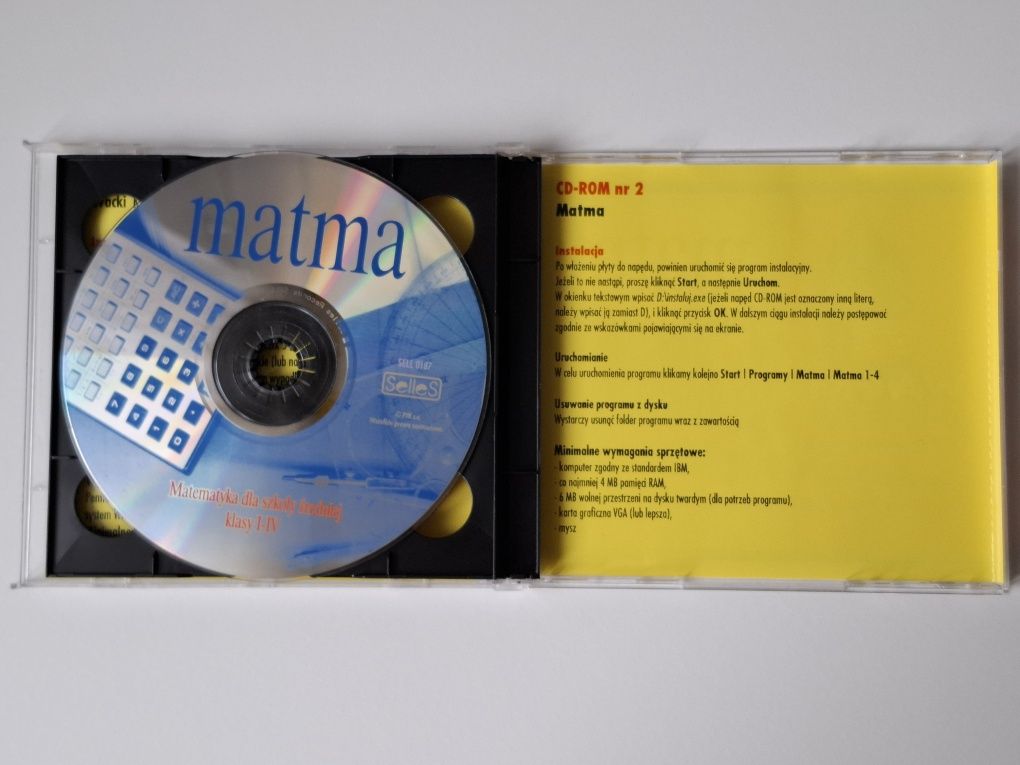 matma
SELL 0187
SelleS
Matematyka dla szkoły średniej
klasy I-IV
CD-ROM nr 2
Matma
Instalacja
Po włożeniu płyty do napędu, powinien uruchomić się program instalacyjny.
Jeżeli to nie nastąpi, proszę kliknąć Start, a następnie Uruchom.
W okienku tekstowym wpisać D:\instaluj.exe (jeżeli napęd CD-ROM jest oznaczony inną literą,
należy wpisać ją zamiast D), i kliknąć przycisk OK. W dalszym ciągu instalacji należy postępować
zgodnie ze wskazówkami pojawiającymi się na ekranie.
Uruchomianie
W celu uruchomienia programu klikamy kolejno Start | Programy | Matma | Matma 1-4
Usuwanie programu z dysku
Wystarczy usunąć folder programu wraz z zawartością
Minimalne wymagania sprzętowe:
- komputer zgodny ze standardem IBM,
- co najmniej 4 MB pamięci RAM,
- 6 MB wolnej przestrzeni na dysku twardym (dla potrzeb programu),
- karta graficzna VGA (lub lepsza),
- mysz